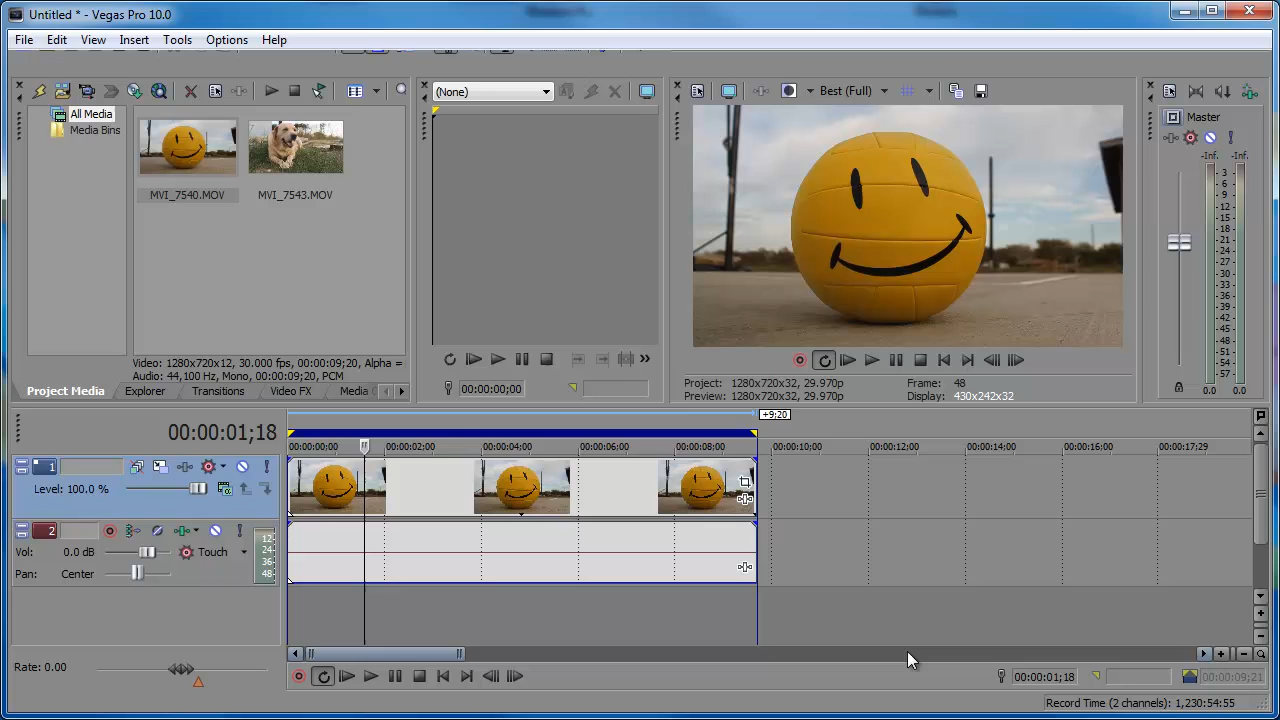 Untitled * - Vegas Pro 10.0
File Edit View Insert Tools Options Help
(None)
Best (Full)
All Media
Media Bins
MVI_7540.MOV MVI_7543.MOV
Master
-Inf. -Inf.
3
6
9
12
15
18
21
24
27
30
33
36
39
42
45
48
51
54
57
0.0 0.0
Video: 1280x720x12, 30.000 fps, 00:00:09;20, Alpha =
Audio: 44,100 Hz, Mono, 00:00:09;20, PCM
Project Media Explorer Transitions Video FX Media
00:00:00;00
Project: 1280x720x32, 29.970p Frame: 48
Preview: 1280x720x32, 29.970p Display: 430x242x32
+9;20
00:00:01;18
00:00:00;00 00:00:02;00 00:00:04;00 00:00:06;00 00:00:08;00 00:00:10;00 00:00:12;00 00:00:14;00 00:00:16;00 00:00:17;29
1
Level: 100.0 %
2
Vol: 0.0 dB Touch
Pan: Center
12
24
36
48
Rate: 0.00
00:00:01;18 00:00:09;21
Record Time (2 channels): 1,230:54:55